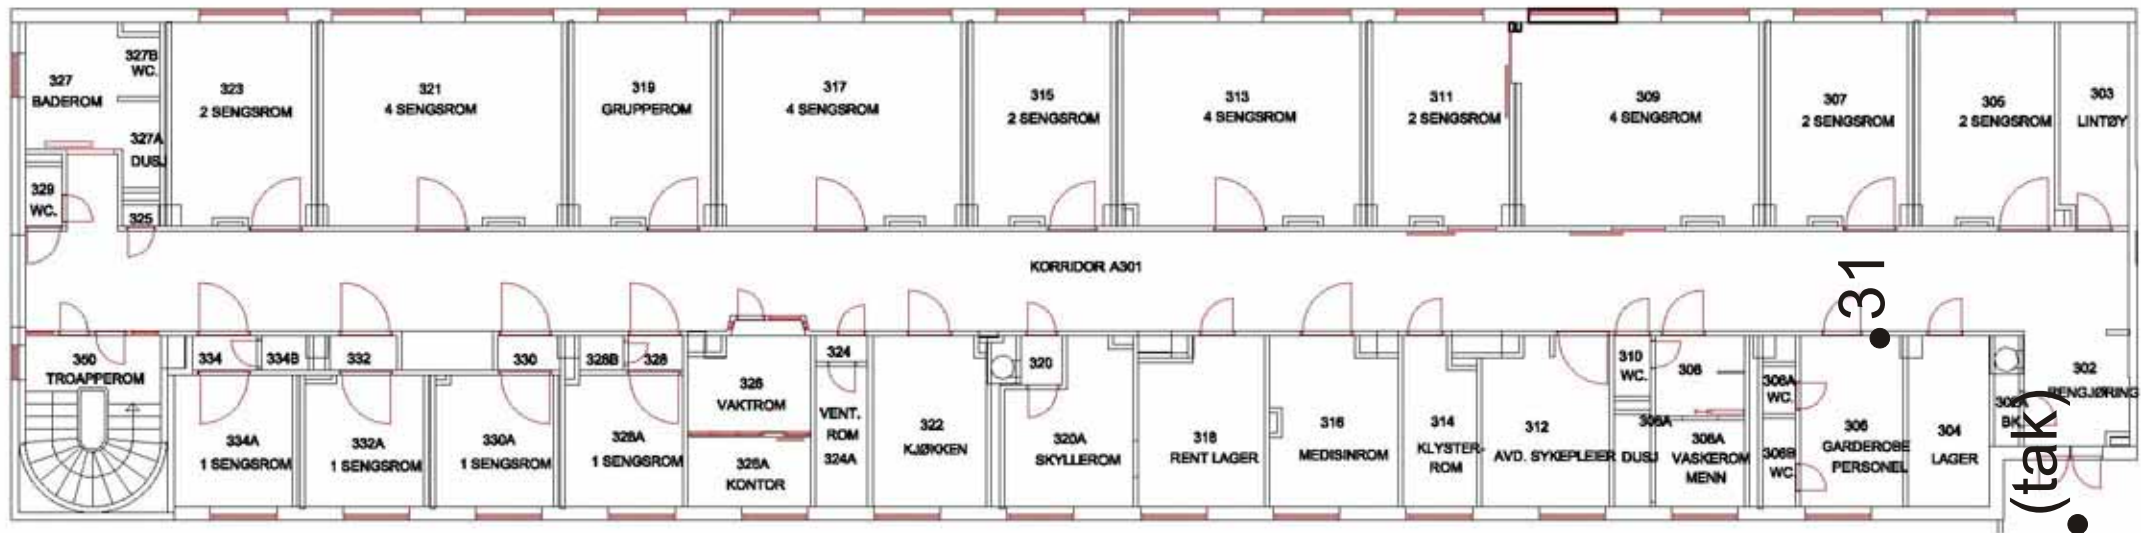 327
BADEROM
327B
WC.
327A
DUSJ
329
WC.
325
323
2 SENGSROM
321
4 SENGSROM
319
GRUPPEROM
317
4 SENGSROM
315
2 SENGSROM
313
4 SENGSROM
311
2 SENGSROM
309
4 SENGSROM
307
2 SENGSROM
305
2 SENGSROM
303
LINTØY
KORRIDOR A301
31
350
TROAPPEROM
334
334B
332
330
328B
328
334A
1 SENGSROM
332A
1 SENGSROM
330A
1 SENGSROM
328A
1 SENGSROM
326
VAKTROM
326A
KONTOR
324
VENT.
ROM
324A
322
KJØKKEN
320
320A
SKYLLEROM
318
RENT LAGER
316
MEDISINROM
314
KLYSTER-
ROM
312
AVD. SYKEPLEIER
310
WC.
DUSJ
308
308A
VASKEROM
MENN
306A
WC.
306B
WC
306
GARDEROBE
PERSONEL
304
LAGER
302
RENGJØRING
302A
BK
(tak)